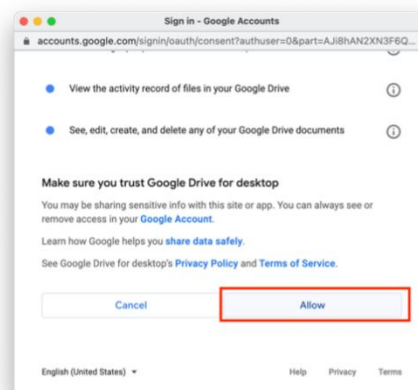 Sign in - Google Accounts
accounts.google.com/signin/oauth/consent?authuser=0&part=AJi8hAN2XN3F6Q...
View the activity record of files in your Google Drive
See, edit, create, and delete any of your Google Drive documents
Make sure you trust Google Drive for desktop
You may be sharing sensitive info with this site or app. You can always see or
remove access in your Google Account.
Learn how Google helps you share data safely.
See Google Drive for desktop's Privacy Policy and Terms of Service.
Cancel Allow
English (United States) Help Privacy Terms